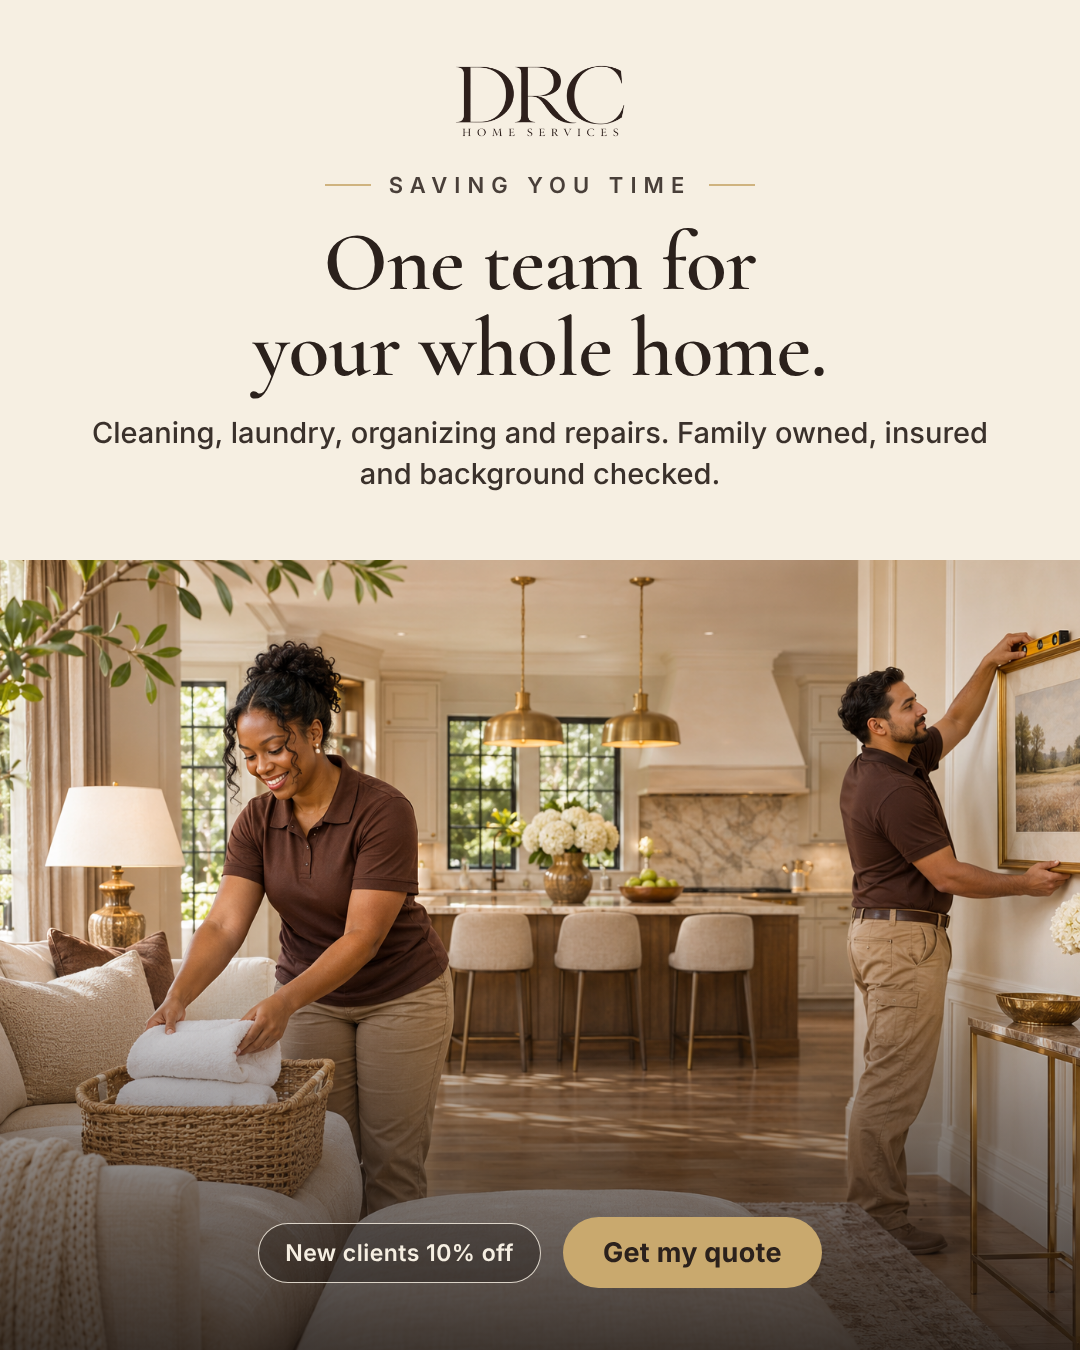 DRC
HOME SERVICES
SAVING YOU TIME
One team for
your whole home.
Cleaning, laundry, organizing and repairs. Family owned, insured
and background checked.
New clients 10% off
Get my quote